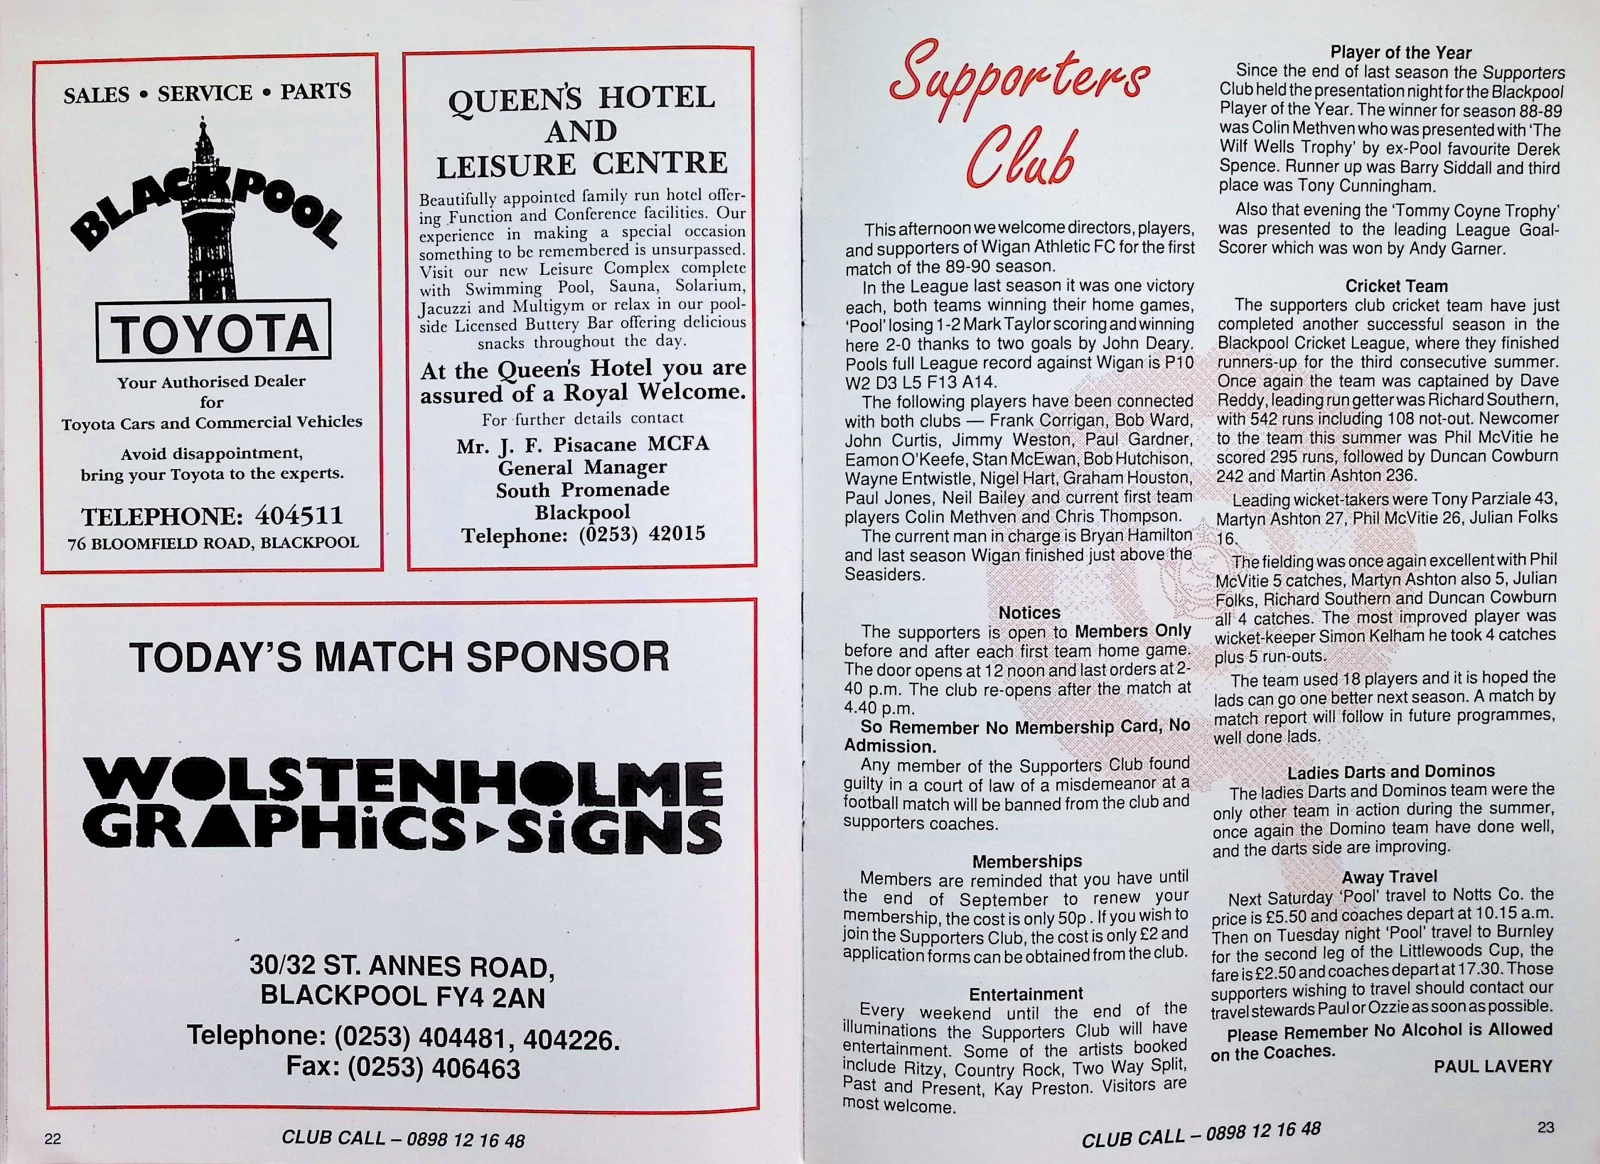 SALES • SERVICE • PARTS
BLACKPOOL
TOYOTA
Your Authorised Dealer
for
Toyota Cars and Commercial Vehicles
Avoid disappointment,
bring your Toyota to the experts.
TELEPHONE: 404511
76 BLOOMFIELD ROAD, BLACKPOOL
QUEEN'S HOTEL
AND
LEISURE CENTRE
Beautifully appointed family run hotel offer-
ing Function and Conference facilities. Our
experience in making a special occasion
something to be remembered is unsurpassed.
Visit our new Leisure Complex complete
with Swimming Pool, Sauna, Solarium,
Jacuzzi and Multigym or relax in our pool-
side Licensed Buttery Bar offering delicious
snacks throughout the day.
At the Queen's Hotel you are
assured of a Royal Welcome.
For further details contact
Mr. J. F. Pisacane MCFA
General Manager
South Promenade
Blackpool
Telephone: (0253) 42015
TODAY'S MATCH SPONSOR
WOLSTENHOLME
GRAPHiCS ▸ SiGNS
30/32 ST. ANNES ROAD,
BLACKPOOL FY4 2AN
Telephone: (0253) 404481, 404226.
Fax: (0253) 406463
22
CLUB CALL – 0898 12 16 48
Supporters
Club
This afternoon we welcome directors, players,
and supporters of Wigan Athletic FC for the first
match of the 89-90 season.
In the League last season it was one victory
each, both teams winning their home games,
'Pool' losing 1-2 Mark Taylor scoring and winning
here 2-0 thanks to two goals by John Deary.
Pools full League record against Wigan is P10
W2 D3 L5 F13 A14.
The following players have been connected
with both clubs — Frank Corrigan, Bob Ward,
John Curtis, Jimmy Weston, Paul Gardner,
Eamon O'Keefe, Stan McEwan, Bob Hutchison,
Wayne Entwistle, Nigel Hart, Graham Houston,
Paul Jones, Neil Bailey and current first team
players Colin Methven and Chris Thompson.
The current man in charge is Bryan Hamilton
and last season Wigan finished just above the
Seasiders.
Notices
The supporters is open to Members Only
before and after each first team home game.
The door opens at 12 noon and last orders at 2-
40 p.m. The club re-opens after the match at
4.40 p.m.
So Remember No Membership Card, No
Admission.
Any member of the Supporters Club found
guilty in a court of law of a misdemeanor at a
football match will be banned from the club and
supporters coaches.
Memberships
Members are reminded that you have until
the end of September to renew your
membership, the cost is only 50p . If you wish to
join the Supporters Club, the cost is only £2 and
application forms can be obtained from the club.
Entertainment
Every weekend until the end of the
illuminations the Supporters Club will have
entertainment. Some of the artists booked
include Ritzy, Country Rock, Two Way Split,
Past and Present, Kay Preston. Visitors are
most welcome.
Player of the Year
Since the end of last season the Supporters
Club held the presentation night for the Blackpool
Player of the Year. The winner for season 88-89
was Colin Methven who was presented with 'The
Wilf Wells Trophy' by ex-Pool favourite Derek
Spence. Runner up was Barry Siddall and third
place was Tony Cunningham.
Also that evening the 'Tommy Coyne Trophy'
was presented to the leading League Goal-
Scorer which was won by Andy Garner.
Cricket Team
The supporters club cricket team have just
completed another successful season in the
Blackpool Cricket League, where they finished
runners-up for the third consecutive summer.
Once again the team was captained by Dave
Reddy, leading run getter was Richard Southern,
with 542 runs including 108 not-out. Newcomer
to the team this summer was Phil McVitie he
scored 295 runs, followed by Duncan Cowburn
242 and Martin Ashton 236.
Leading wicket-takers were Tony Parziale 43,
Martyn Ashton 27, Phil McVitie 26, Julian Folks
16.
The fielding was once again excellent with Phil
McVitie 5 catches, Martyn Ashton also 5, Julian
Folks, Richard Southern and Duncan Cowburn
all 4 catches. The most improved player was
wicket-keeper Simon Kelham he took 4 catches
plus 5 run-outs.
The team used 18 players and it is hoped the
lads can go one better next season. A match by
match report will follow in future programmes,
well done lads.
Ladies Darts and Dominos
The ladies Darts and Dominos team were the
only other team in action during the summer,
once again the Domino team have done well,
and the darts side are improving.
Away Travel
Next Saturday 'Pool' travel to Notts Co. the
price is £5.50 and coaches depart at 10.15 a.m.
Then on Tuesday night 'Pool' travel to Burnley
for the second leg of the Littlewoods Cup, the
fare is £2.50 and coaches depart at 17.30. Those
supporters wishing to travel should contact our
travel stewards Paul or Ozzie as soon as possible.
Please Remember No Alcohol is Allowed
on the Coaches.
PAUL LAVERY
CLUB CALL – 0898 12 16 48
23